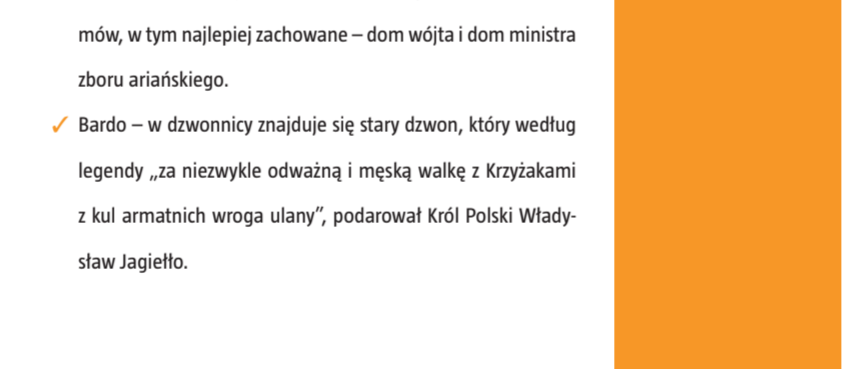 mów, w tym najlepiej zachowane – dom wójta i dom ministra
zboru ariańskiego.
✓ Bardo – w dzwonnicy znajduje się stary dzwon, który według
legendy „za niezwykle odważną i męską walkę z Krzyżakami
z kul armatnich wroga ulany”, podarował Król Polski Włady-
sław Jagiełło.